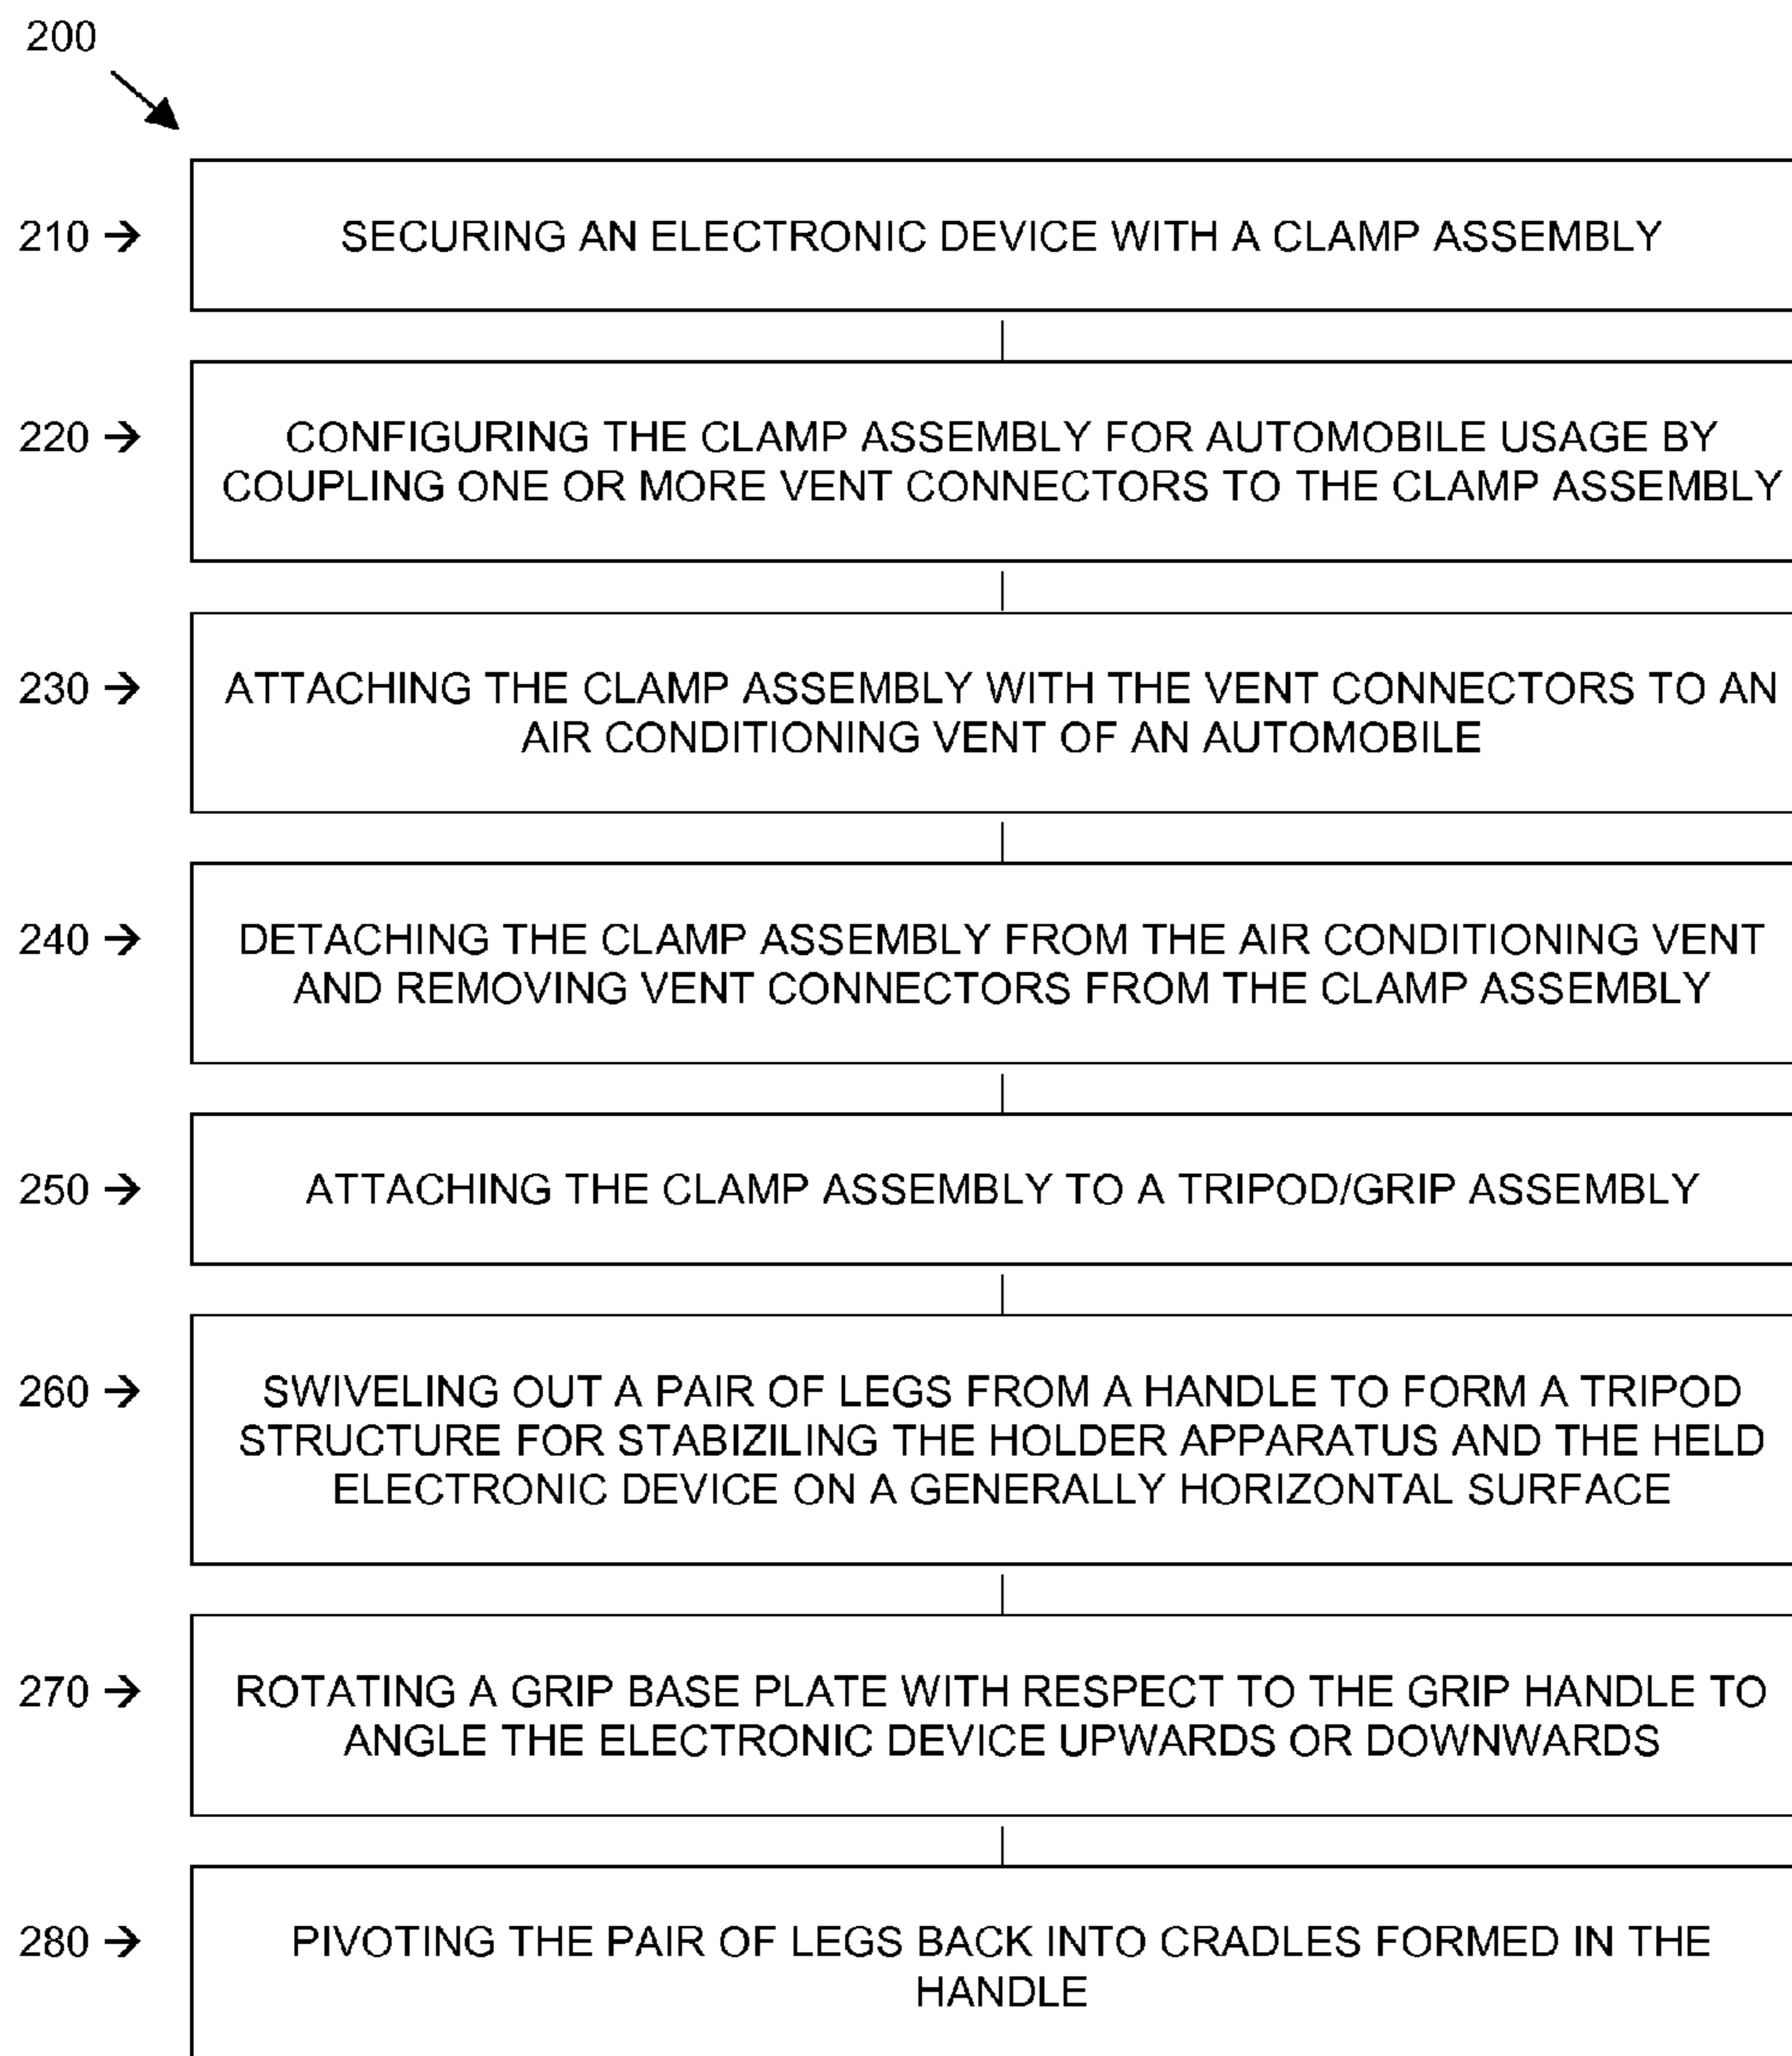 200
210 → SECURING AN ELECTRONIC DEVICE WITH A CLAMP ASSEMBLY
220 → CONFIGURING THE CLAMP ASSEMBLY FOR AUTOMOBILE USAGE BY
COUPLING ONE OR MORE VENT CONNECTORS TO THE CLAMP ASSEMBLY
230 → ATTACHING THE CLAMP ASSEMBLY WITH THE VENT CONNECTORS TO AN
AIR CONDITIONING VENT OF AN AUTOMOBILE
240 → DETACHING THE CLAMP ASSEMBLY FROM THE AIR CONDITIONING VENT
AND REMOVING VENT CONNECTORS FROM THE CLAMP ASSEMBLY
250 → ATTACHING THE CLAMP ASSEMBLY TO A TRIPOD/GRIP ASSEMBLY
260 → SWIVELING OUT A PAIR OF LEGS FROM A HANDLE TO FORM A TRIPOD
STRUCTURE FOR STABIZILING THE HOLDER APPARATUS AND THE HELD
ELECTRONIC DEVICE ON A GENERALLY HORIZONTAL SURFACE
270 → ROTATING A GRIP BASE PLATE WITH RESPECT TO THE GRIP HANDLE TO
ANGLE THE ELECTRONIC DEVICE UPWARDS OR DOWNWARDS
280 → PIVOTING THE PAIR OF LEGS BACK INTO CRADLES FORMED IN THE
HANDLE